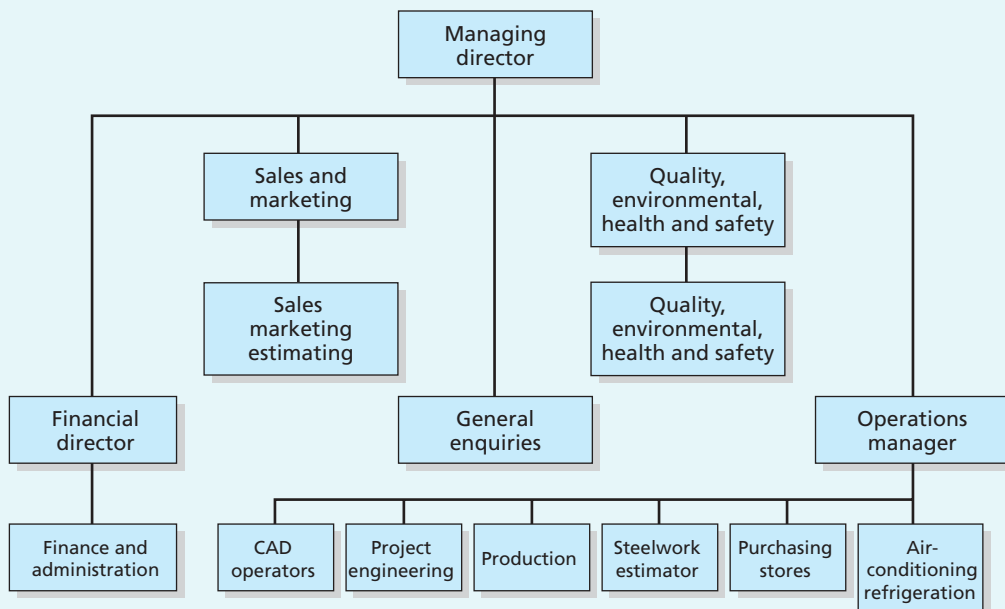 Managing
director
Sales and
marketing
Quality,
environmental,
health and safety
Sales
marketing
estimating
Quality,
environmental,
health and safety
Financial
director
General
enquiries
Operations
manager
Finance and
administration
CAD
operators
Project
engineering
Production
Steelwork
estimator
Purchasing
stores
Air-
conditioning
refrigeration